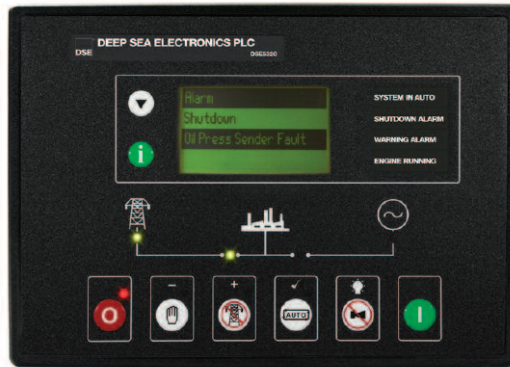 DEEP SEA ELECTRONICS PLC
DSE
Alarm
Shutdown
Oil Press Sender Fault
i
SYSTEM IN AUTO
SHUTDOWN ALARM
WARNING ALARM
ENGINE RUNNING
- + ✓
O
AUTO
I